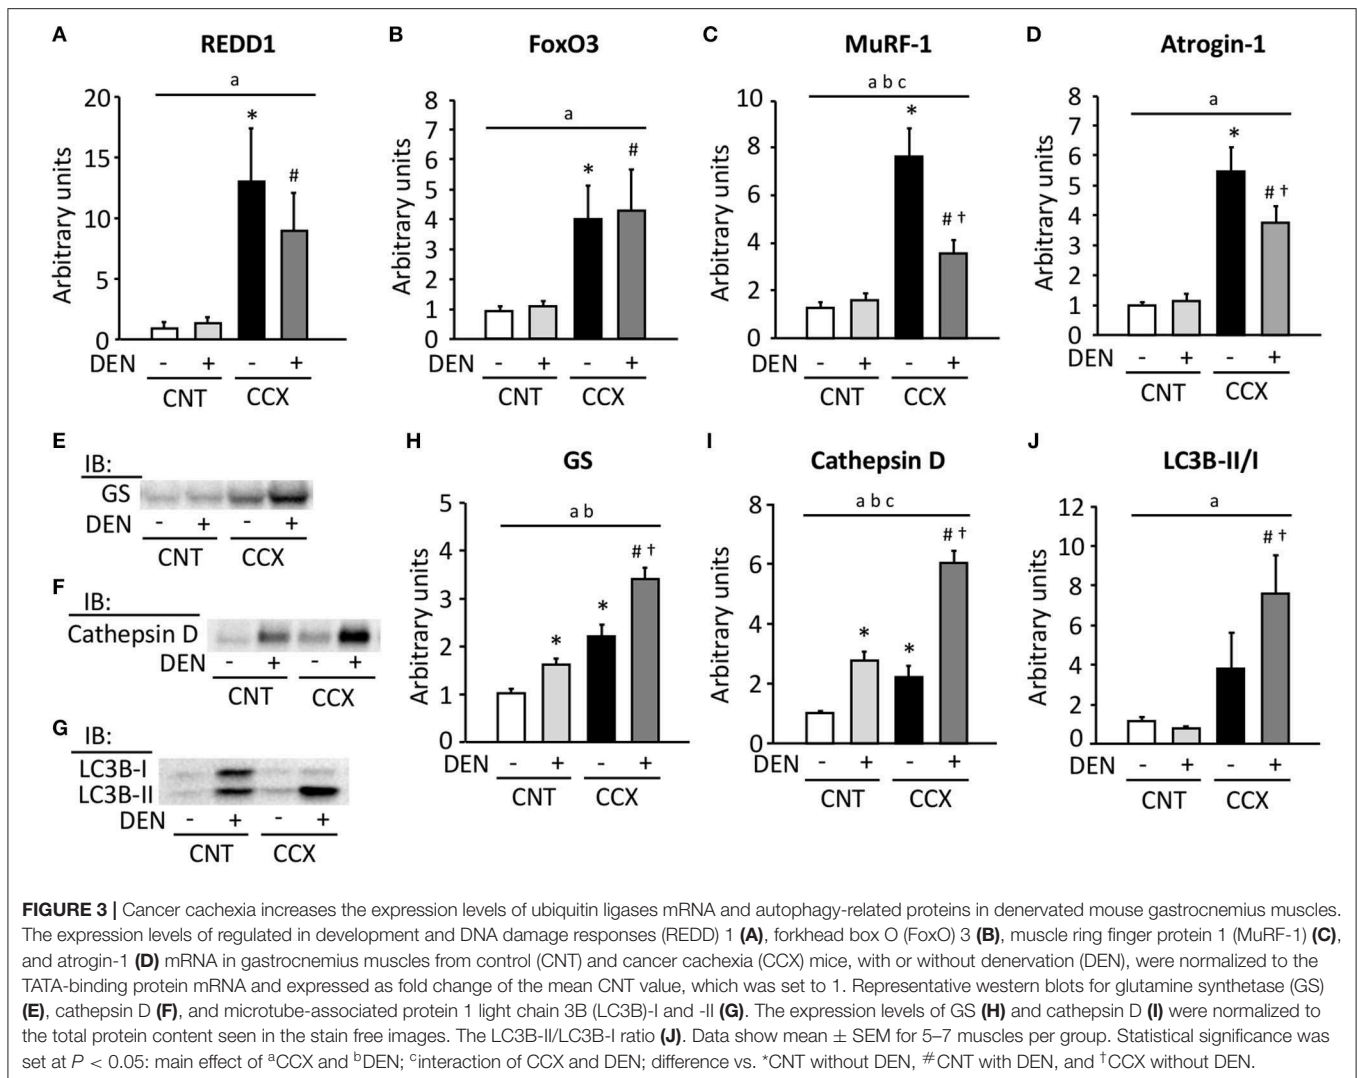 A
REDD1
a
20
15
10
5
0
Arbitrary units
*
#
DEN - + - +
CNT CCX
B
FoxO3
a
8
7
6
5
4
3
2
1
0
Arbitrary units
*
#
DEN - + - +
CNT CCX
C
MuRF-1
a b c
10
8
6
4
2
0
Arbitrary units
*
# †
DEN - + - +
CNT CCX
D
Atrogin-1
a
8
7
6
5
4
3
2
1
0
Arbitrary units
*
# †
DEN - + - +
CNT CCX
E
IB:
GS
DEN - + - +
CNT CCX
F
IB:
Cathepsin D
DEN - + - +
CNT CCX
G
IB:
LC3B-I
LC3B-II
DEN - + - +
CNT CCX
H
GS
a b
5
4
3
2
1
0
Arbitrary units
*
*
# †
DEN - + - +
CNT CCX
I
Cathepsin D
a b c
8
6
4
2
0
Arbitrary units
*
*
# †
DEN - + - +
CNT CCX
J
LC3B-II/I
a
12
10
8
6
4
2
0
Arbitrary units
# †
DEN - + - +
CNT CCX
FIGURE 3 | Cancer cachexia increases the expression levels of ubiquitin ligases mRNA and autophagy-related proteins in denervated mouse gastrocnemius muscles.
The expression levels of regulated in development and DNA damage responses (REDD) 1 (A), forkhead box O (FoxO) 3 (B), muscle ring finger protein 1 (MuRF-1) (C),
and atrogin-1 (D) mRNA in gastrocnemius muscles from control (CNT) and cancer cachexia (CCX) mice, with or without denervation (DEN), were normalized to the
TATA-binding protein mRNA and expressed as fold change of the mean CNT value, which was set to 1. Representative western blots for glutamine synthetase (GS)
(E), cathepsin D (F), and microtube-associated protein 1 light chain 3B (LC3B)-I and -II (G). The expression levels of GS (H) and cathepsin D (I) were normalized to
the total protein content seen in the stain free images. The LC3B-II/LC3B-I ratio (J). Data show mean ± SEM for 5–7 muscles per group. Statistical significance was
set at P < 0.05: main effect of aCCX and bDEN; cinteraction of CCX and DEN; difference vs. *CNT without DEN, #CNT with DEN, and †CCX without DEN.